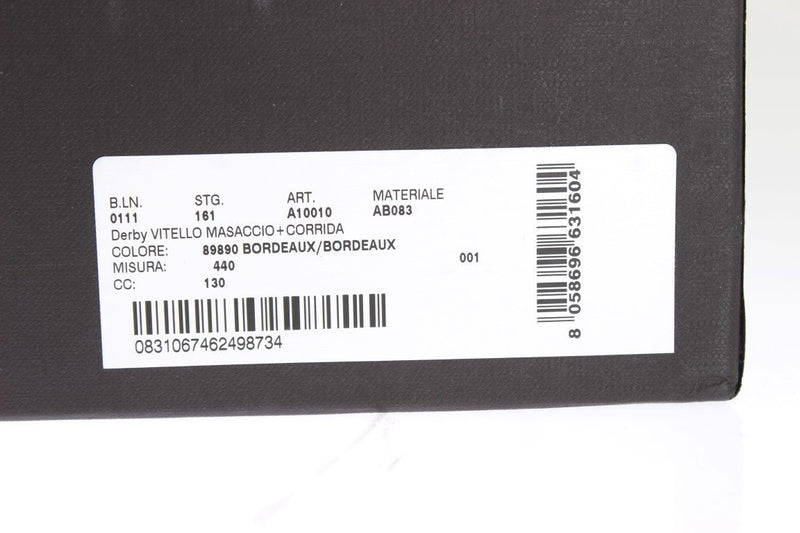 B.LN. STG. ART. MATERIALE
0111 161 A10010 AB083
Derby VITELLO MASACCIO+CORRIDA
COLORE: 89890 BORDEAUX/BORDEAUX
MISURA: 440 001
CC: 130
0831067462498734
8 058696 631604